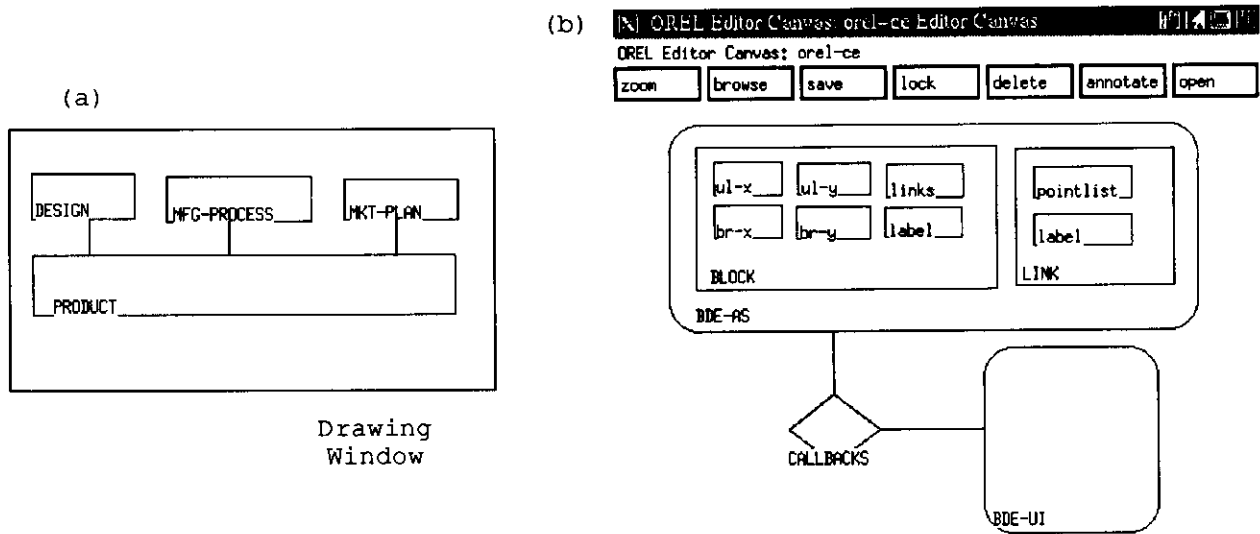 (a)
DESIGN
MFG-PROCESS
MKT-PLAN
PRODUCT
Drawing
Window
(b)
OREL Editor Canvas: orel-ce Editor Canvas
OREL Editor Canvas: orel-ce
zoom browse save lock delete annotate open
ul-x ul-y links
br-x br-y label
BLOCK
pointlist
label
LINK
BDE-AS
CALLBACKS
BDE-UI